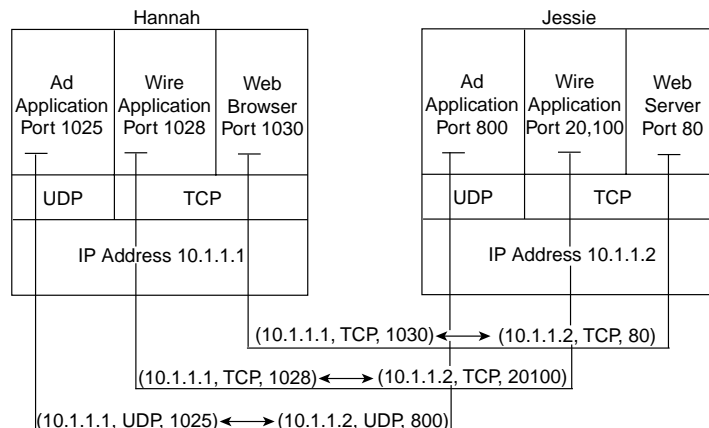 Hannah
Jessie
Ad
Application
Port 1025
Wire
Application
Port 1028
Web
Browser
Port 1030
Ad
Application
Port 800
Wire
Application
Port 20,100
Web
Server
Port 80
UDP
TCP
UDP
TCP
IP Address 10.1.1.1
IP Address 10.1.1.2
(10.1.1.1, TCP, 1030) (10.1.1.2, TCP, 80)
(10.1.1.1, TCP, 1028) (10.1.1.2, TCP, 20100)
(10.1.1.1, UDP, 1025) (10.1.1.2, UDP, 800)